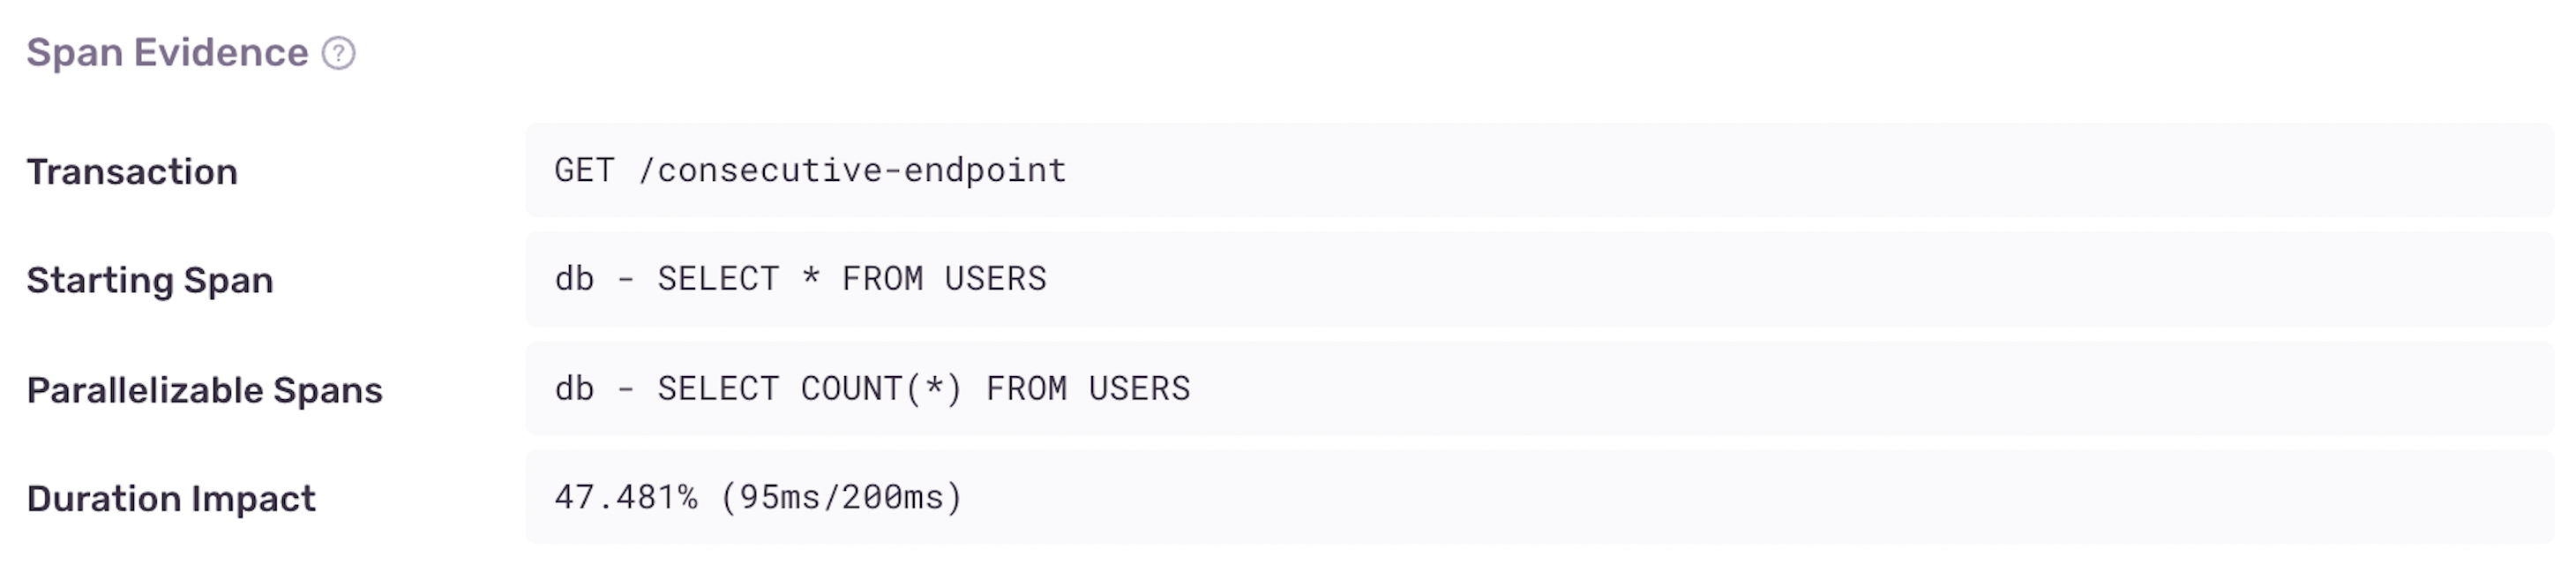 Span Evidence ?
Transaction GET /consecutive-endpoint
Starting Span db - SELECT * FROM USERS
Parallelizable Spans db - SELECT COUNT(*) FROM USERS
Duration Impact 47.481% (95ms/200ms)